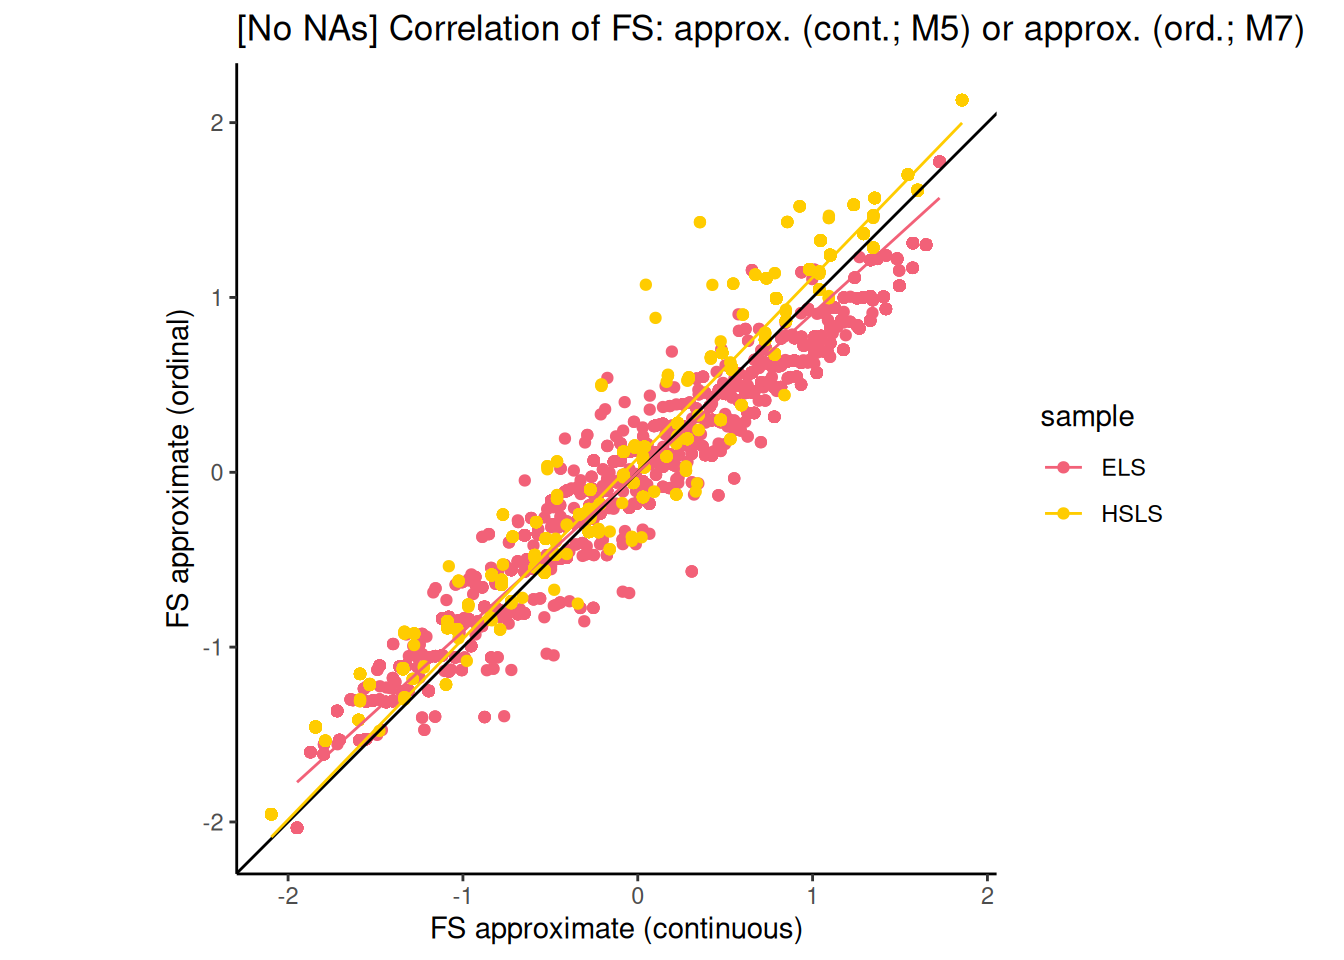 [No NAs] Correlation of FS: approx. (cont.; M5) or approx. (ord.; M7)
FS approximate (ordinal)
2
1
0
-1
-2
-2
-1
0
1
2
FS approximate (continuous)
sample
ELS
HSLS